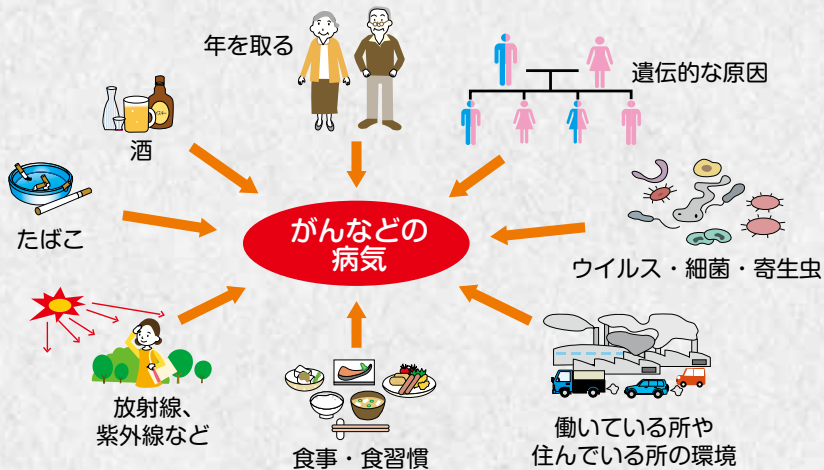 年を取る
遺伝的な原因
酒
たばこ
がんなどの
病気
ウイルス・細菌・寄生虫
放射線、
紫外線など
食事・食習慣
働いている所や
住んでいる所の環境